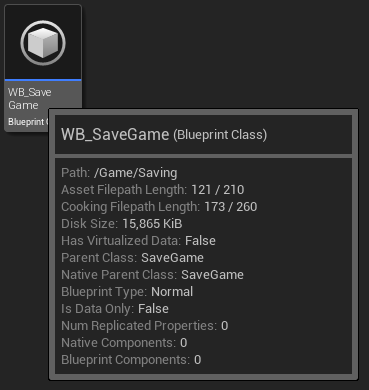 WB_Save
Game
Blueprint C
WB_SaveGame (Blueprint Class)
Path: /Game/Saving
Asset Filepath Length: 121 / 210
Cooking Filepath Length: 173 / 260
Disk Size: 15,865 KiB
Has Virtualized Data: False
Parent Class: SaveGame
Native Parent Class: SaveGame
Blueprint Type: Normal
Is Data Only: False
Num Replicated Properties: 0
Native Components: 0
Blueprint Components: 0